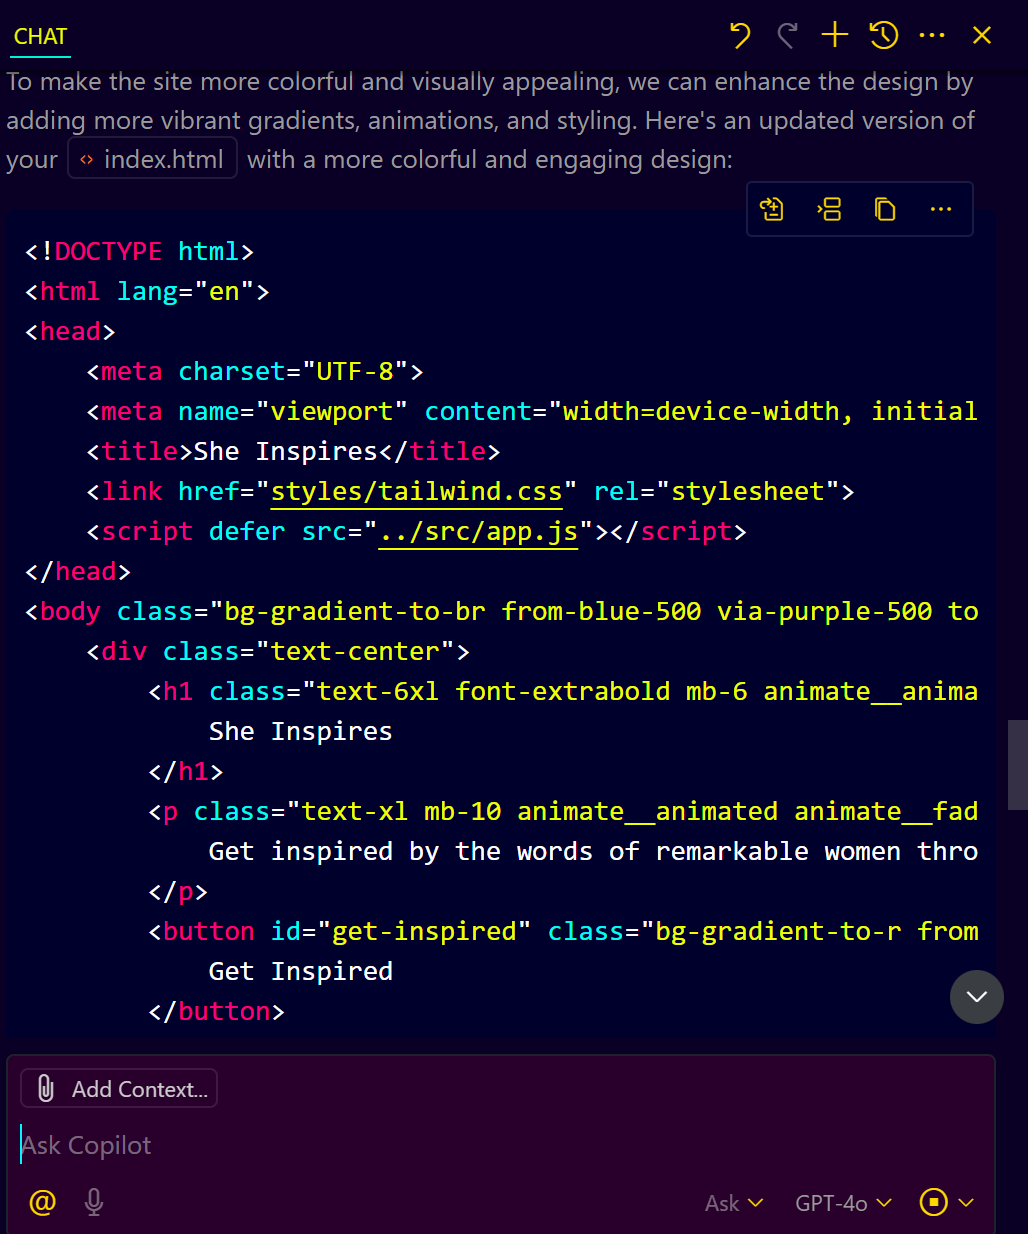 CHAT
To make the site more colorful and visually appealing, we can enhance the design by
adding more vibrant gradients, animations, and styling. Here's an updated version of
your <> index.html with a more colorful and engaging design:
<!DOCTYPE html>
<html lang="en">
<head>
    <meta charset="UTF-8">
    <meta name="viewport" content="width=device-width, initial
    <title>She Inspires</title>
    <link href="styles/tailwind.css" rel="stylesheet">
    <script defer src="../src/app.js"></script>
</head>
<body class="bg-gradient-to-br from-blue-500 via-purple-500 to
    <div class="text-center">
        <h1 class="text-6xl font-extrabold mb-6 animate__anima
            She Inspires
        </h1>
        <p class="text-xl mb-10 animate__animated animate__fad
            Get inspired by the words of remarkable women thro
        </p>
        <button id="get-inspired" class="bg-gradient-to-r from
            Get Inspired
        </button>
Add Context...
Ask Copilot
@ Ask GPT-4o